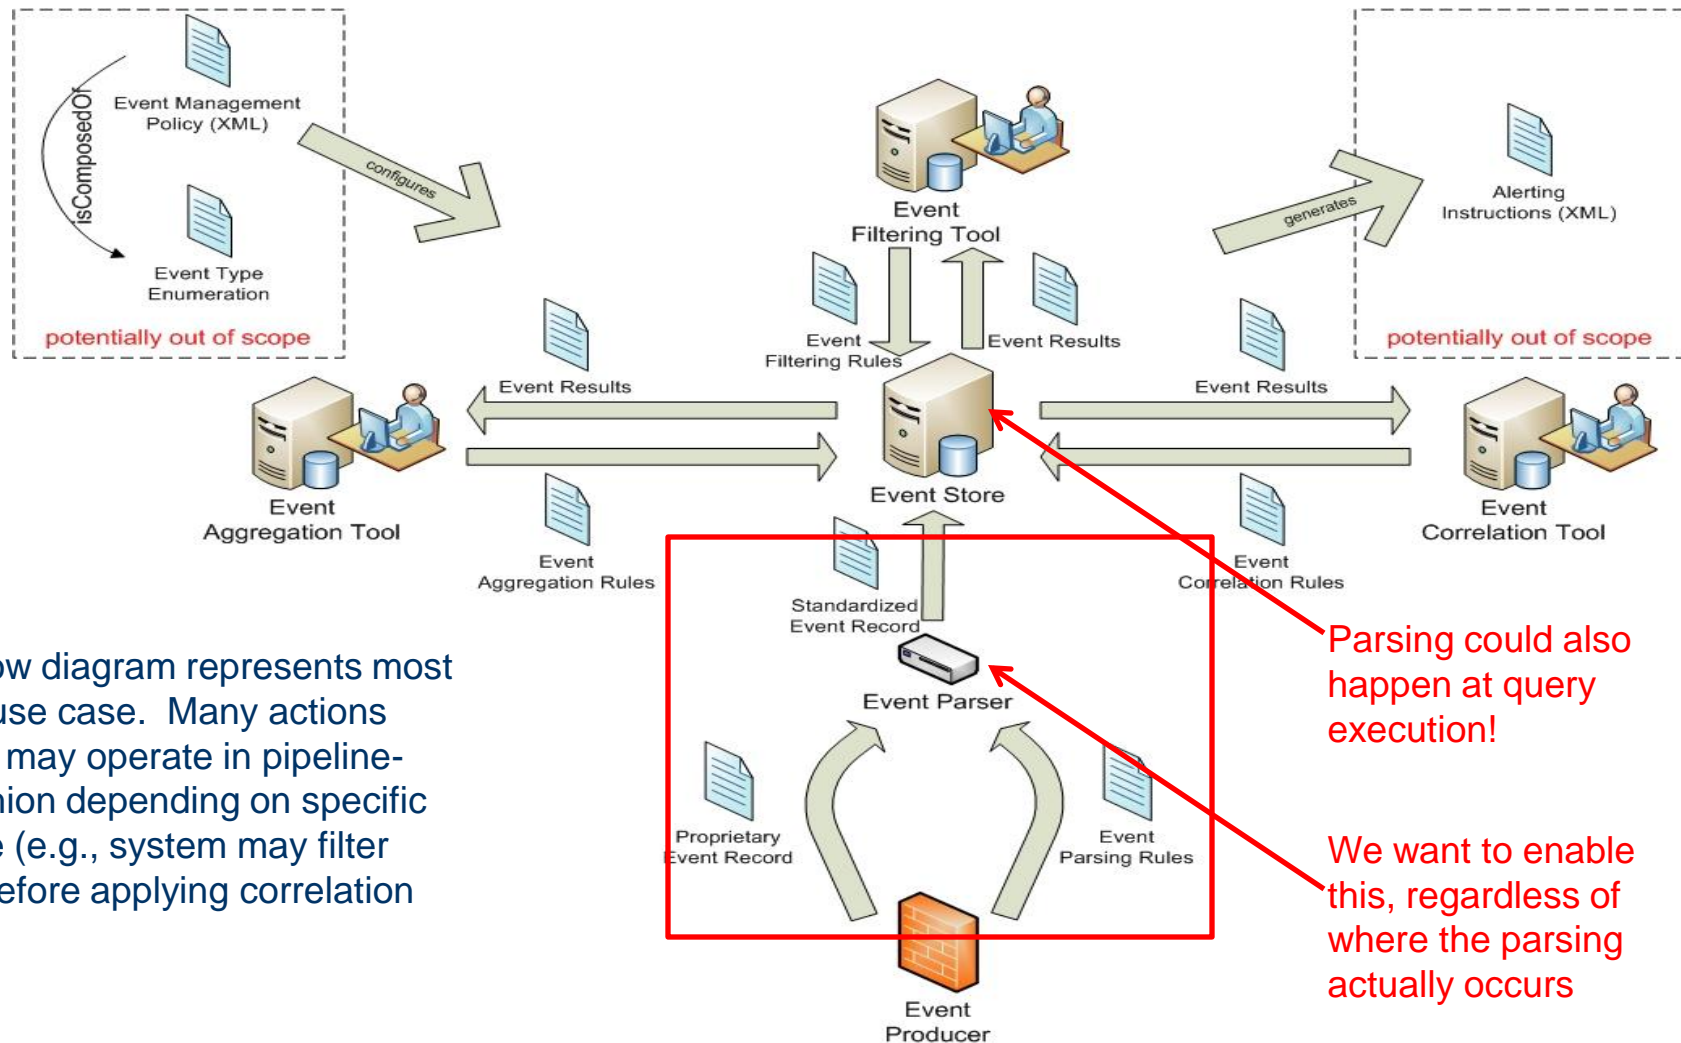 isComposedOf
Event Management
Policy (XML)
Event Type
Enumeration
potentially out of scope
configures
Event
Filtering Tool
generates
Alerting
Instructions (XML)
potentially out of scope
Event
Filtering Rules
Event Results
Event Results
Event Results
Event
Aggregation Tool
Event Store
Event
Correlation Tool
Event
Aggregation Rules
Event
Correlation Rules
Standardized
Event Record
Event Parser
Proprietary
Event Record
Event
Parsing Rules
Event
Producer
ow diagram represents most
use case. Many actions
may operate in pipeline-
nion depending on specific
e (e.g., system may filter
efore applying correlation
Parsing could also
happen at query
execution!
We want to enable
this, regardless of
where the parsing
actually occurs